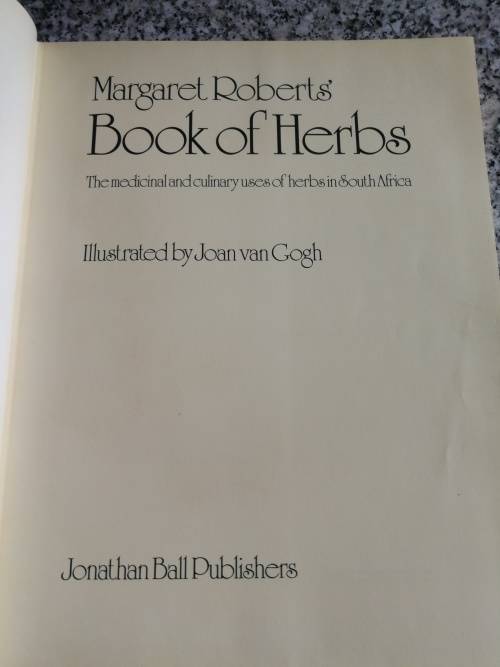 Margaret Roberts'
Book of Herbs
The medicinal and culinary uses of herbs in South Africa
Illustrated by Joan van Gogh
Jonathan Ball Publishers